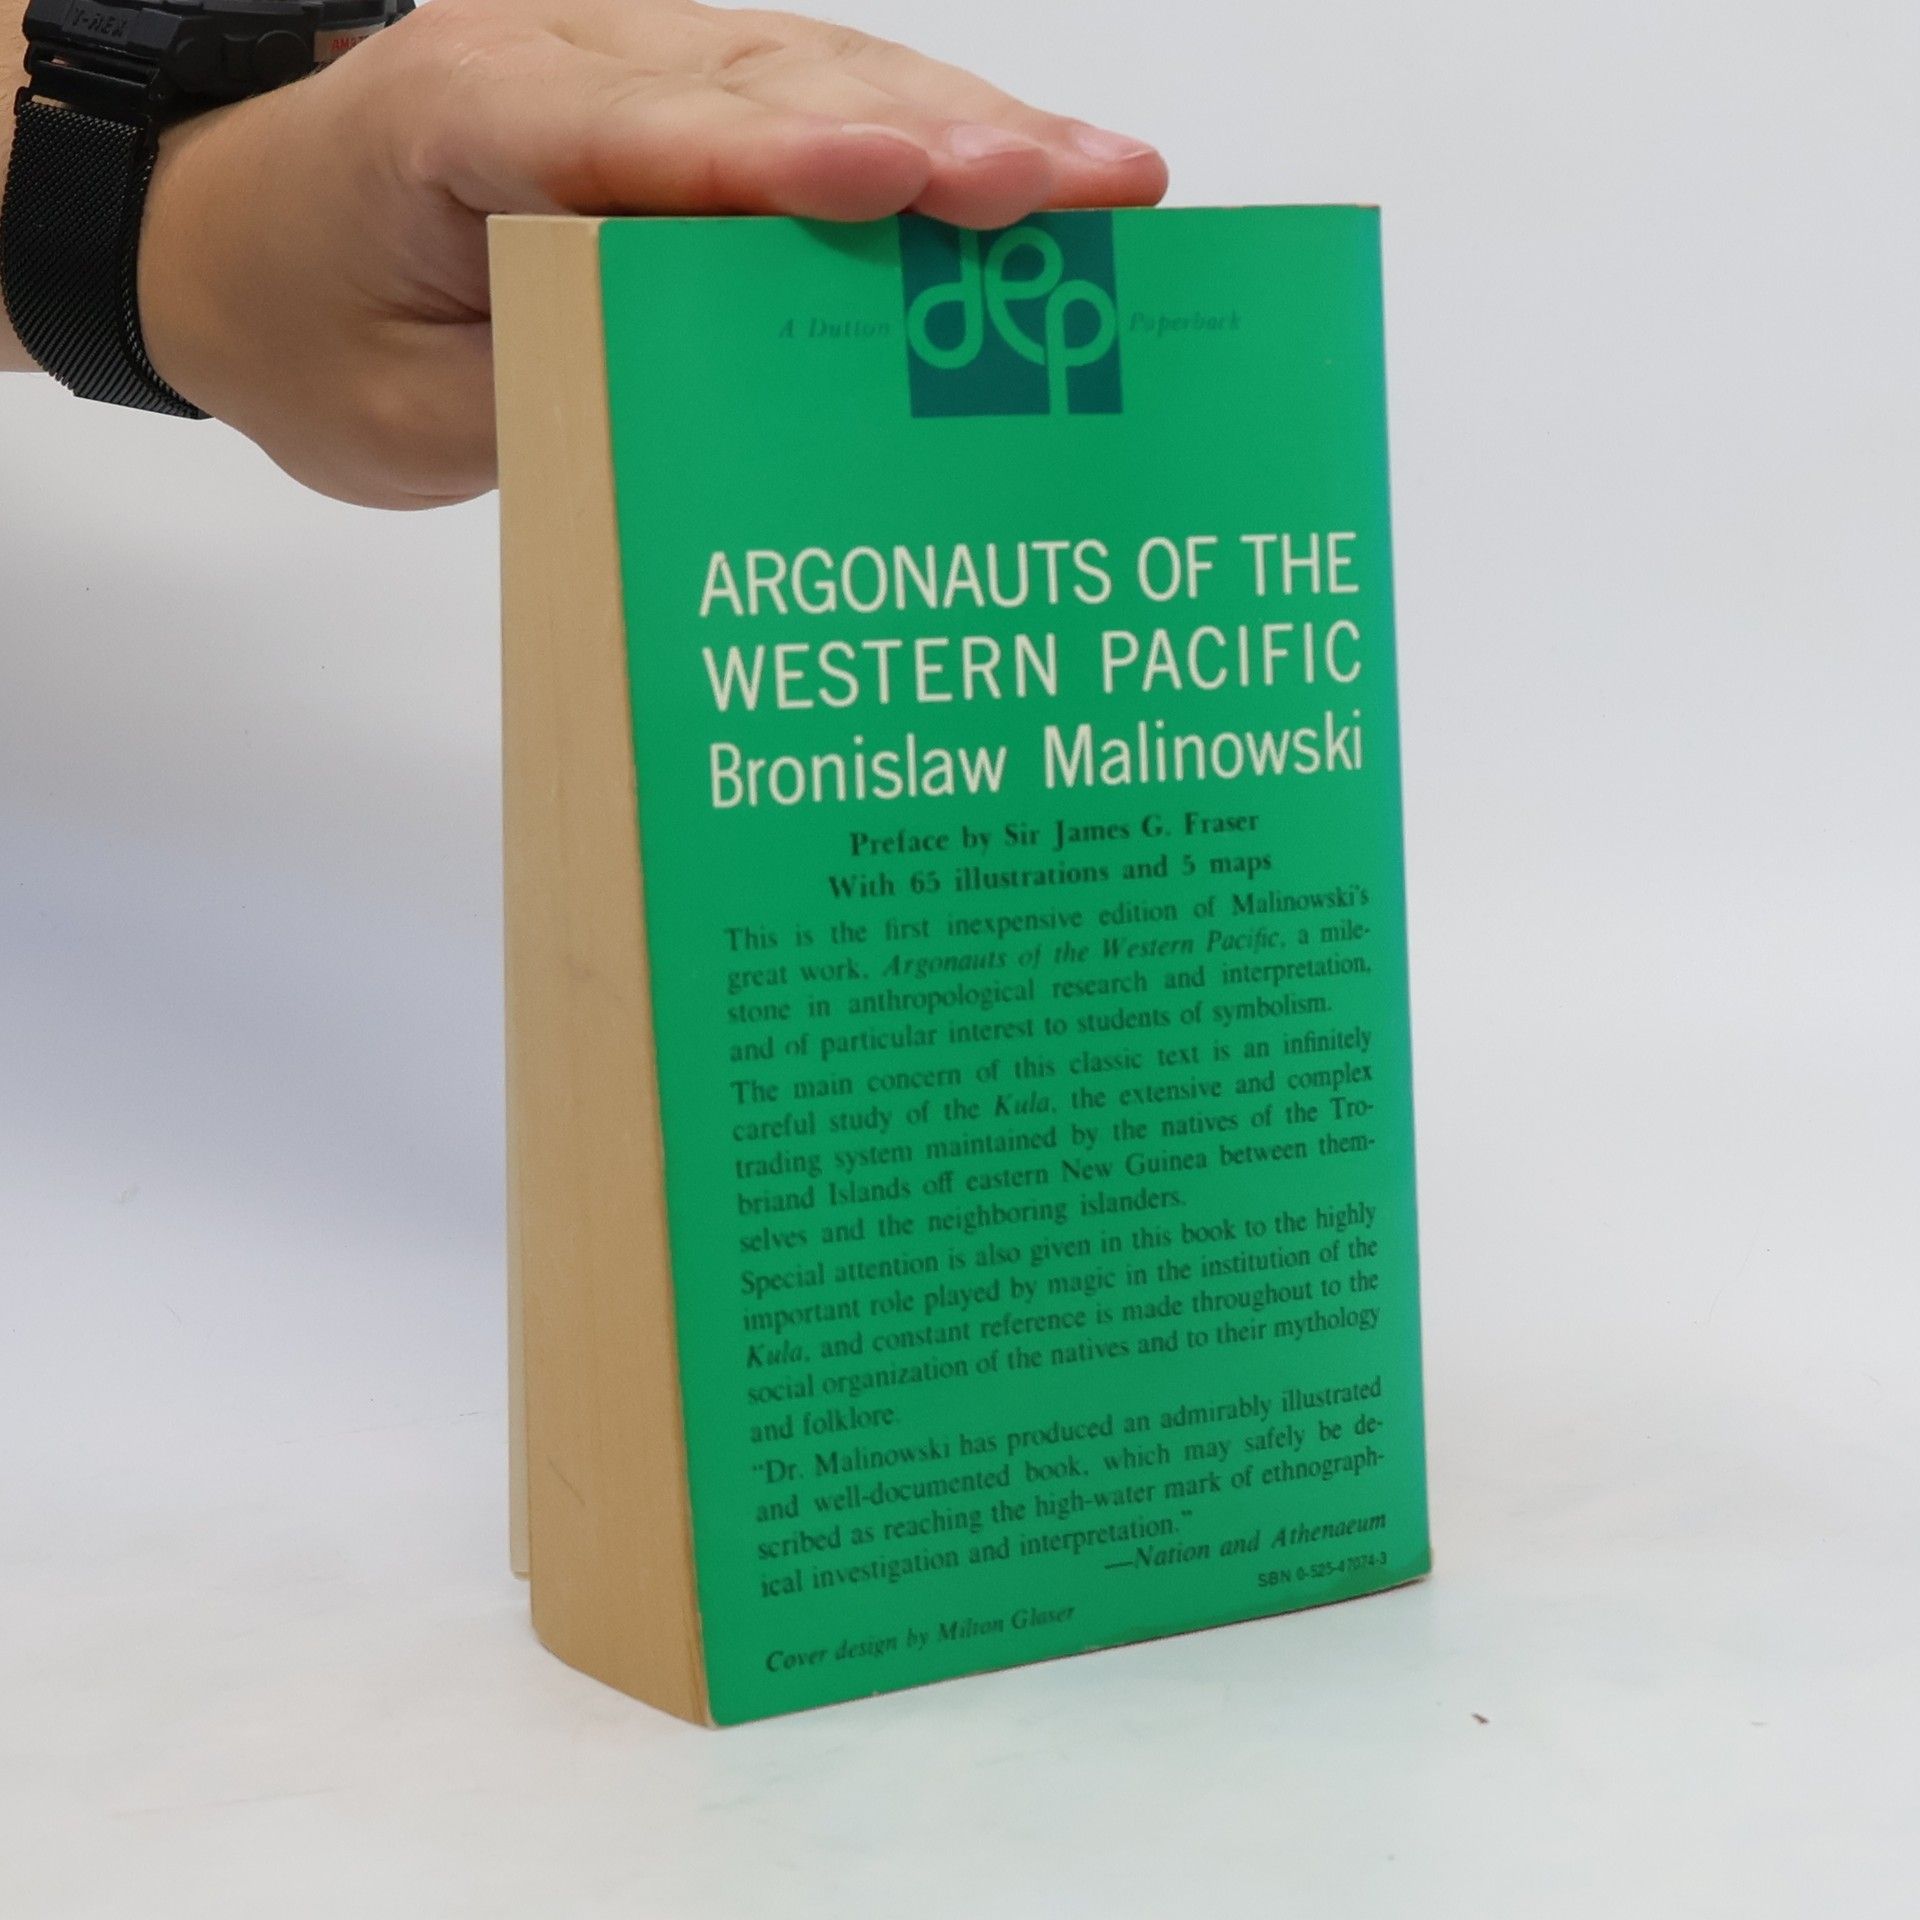 T-REX
A Dutton dep Paperback
ARGONAUTS OF THE
WESTERN PACIFIC
Bronislaw Malinowski
Preface by Sir James G. Fraser
With 65 illustrations and 5 maps
This is the first inexpensive edition of Malinowski's
great work, Argonauts of the Western Pacific, a mile-
stone in anthropological research and interpretation,
and of particular interest to students of symbolism.
The main concern of this classic text is an infinitely
careful study of the Kula, the extensive and complex
trading system maintained by the natives of the Tro-
briand Islands off eastern New Guinea between them-
selves and the neighboring islanders.
Special attention is also given in this book to the highly
important role played by magic in the institution of the
Kula, and constant reference is made throughout to the
social organization of the natives and to their mythology
and folklore.
"Dr. Malinowski has produced an admirably illustrated
and well-documented book, which may safely be de-
scribed as reaching the high-water mark of ethnograph-
ical investigation and interpretation."
—Nation and Athenaeum
SBN 0-525-47074-3
Cover design by Milton Glaser